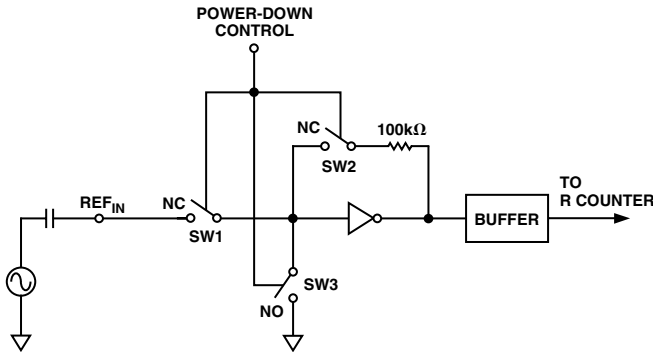 POWER-DOWN
CONTROL
NC
100kΩ
SW2
NC
REFIN
SW1
TO
R COUNTER
BUFFER
SW3
NO